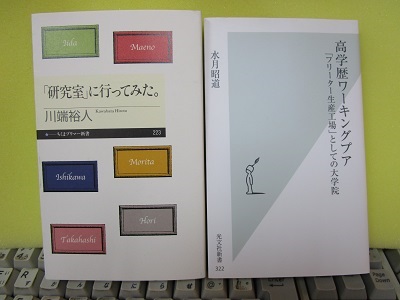 Iida
Maeno
「研究室」に行ってみた。
川端裕人
Kawabata Hiroto
ちくまプリマー新書
223
Morita
Ishikawa
Hori
Takahashi
高学歴ワーキングプア
「フリーター生産工場」としての大学院
水月昭道
光文社新書
322